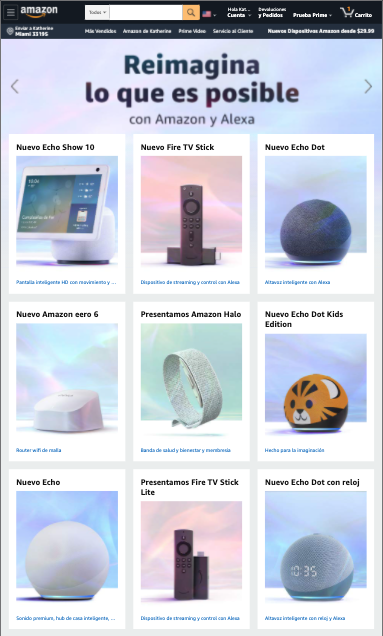 amazon
Todos
Hola Kat...
Cuenta
Devoluciones
y Pedidos
Prueba Prime
1
Carrito
Enviar a Katherine
Miami 33195
Más Vendidos
Amazon de Katherine
Prime Video
Servicio al Cliente
Nuevos Dispositivos Amazon desde $29.99
Reimagina
lo que es posible
con Amazon y Alexa
Nuevo Echo Show 10
Nuevo Fire TV Stick
Nuevo Echo Dot
Pantalla inteligente HD con movimiento y ...
Dispositivo de streaming y control con Alexa
Altavoz inteligente con Alexa
Nuevo Amazon eero 6
Presentamos Amazon Halo
Nuevo Echo Dot Kids
Edition
Router wifi de malla
Banda de salud y bienestar y membresía
Hecho para la imaginación
Nuevo Echo
Presentamos Fire TV Stick
Lite
Nuevo Echo Dot con reloj
10:35
Sonido premium, hub de casa inteligente, ...
Dispositivo de streaming y control con Alexa
Altavoz inteligente con reloj y Alexa